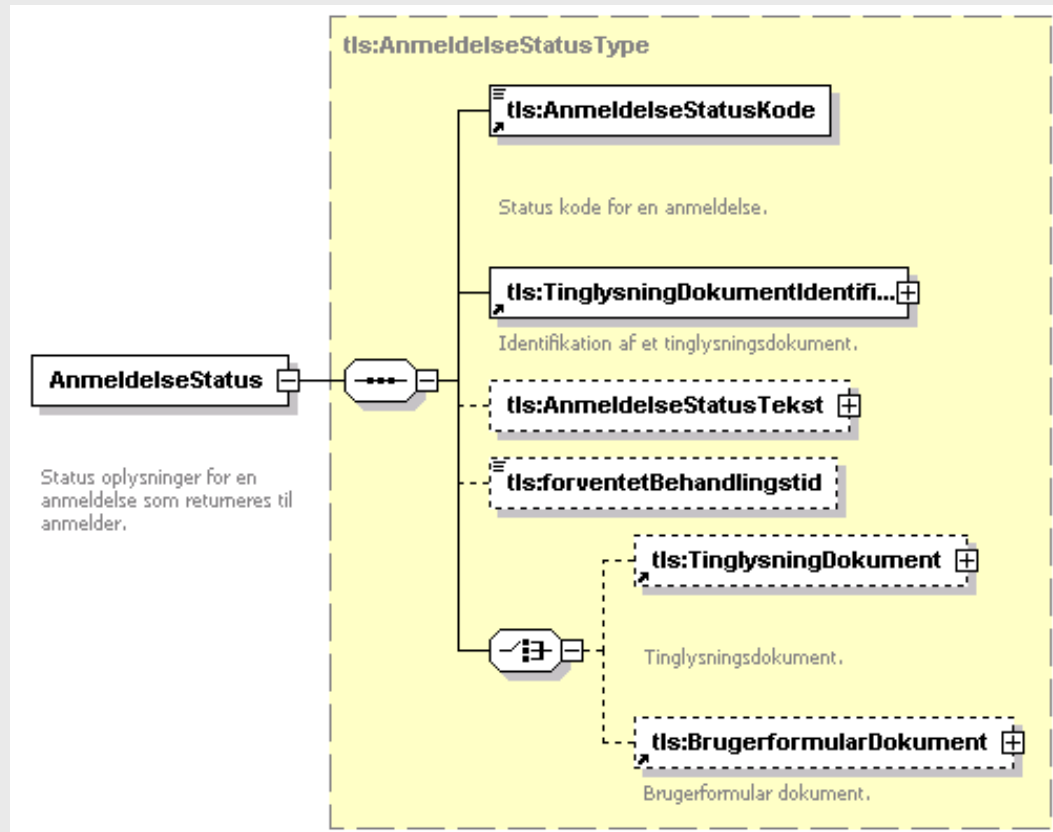 tls:AnmeldelseStatusType
tls:AnmeldelseStatusKode
Status kode for en anmeldelse.
tls:TinglysningDokumentIdentifi...
Identifikation af et tinglysningsdokument.
AnmeldelseStatus
Status oplysninger for en
anmeldelse som returneres til
anmelder.
tls:AnmeldelseStatusTekst
tls:forventetBehandlingstid
tls:TinglysningDokument
Tinglysningsdokument.
tls:BrugerformularDokument
Brugerformular dokument.